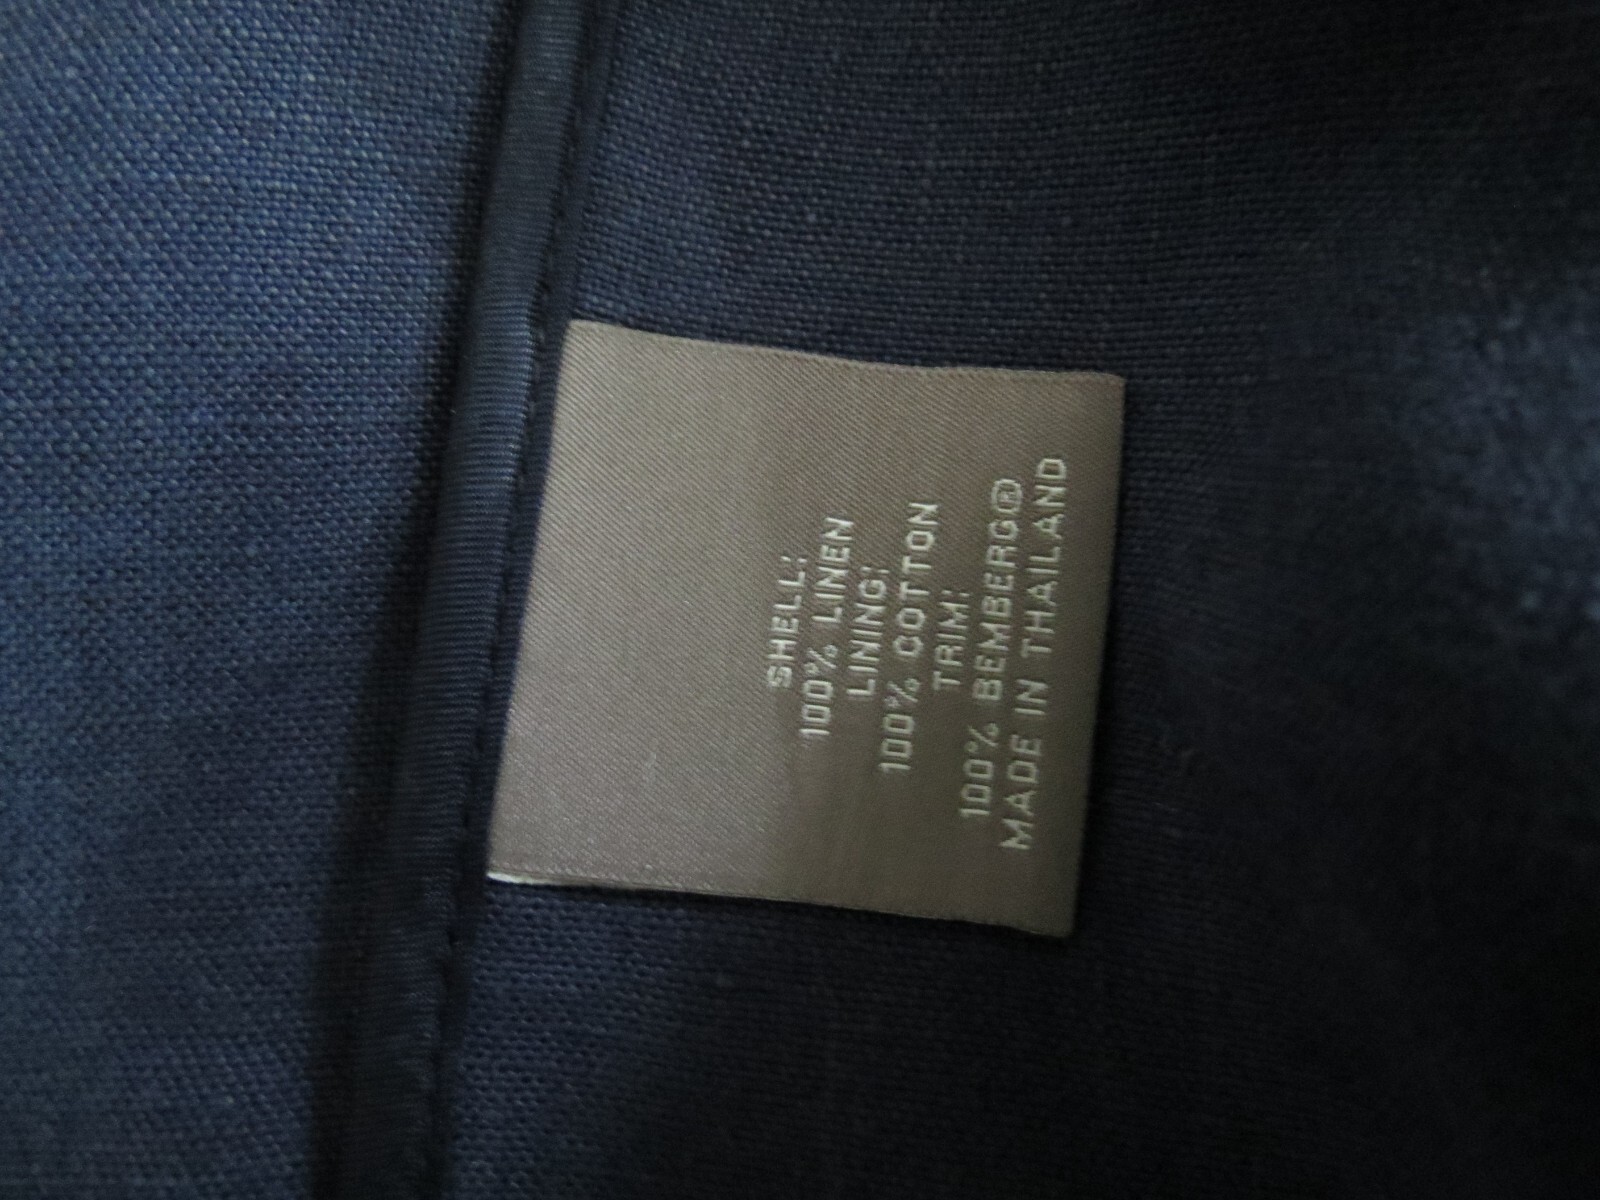 SHELL:
100% LINEN
LINING:
100% COTTON
TRIM:
100% BEMBERG®
MADE IN THAILAND